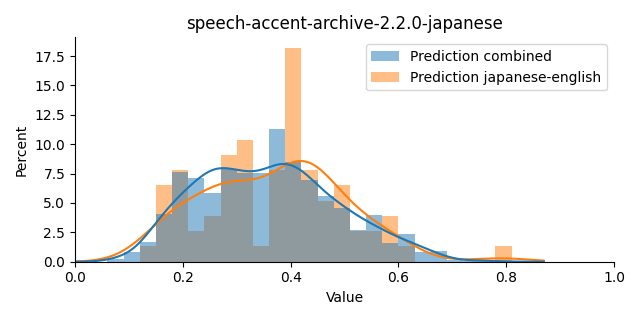 speech-accent-archive-2.2.0-japanese
Prediction combined
Prediction japanese-english
Percent
17.5
15.0
12.5
10.0
7.5
5.0
2.5
0.0
0.0 0.2 0.4 0.6 0.8 1.0
Value